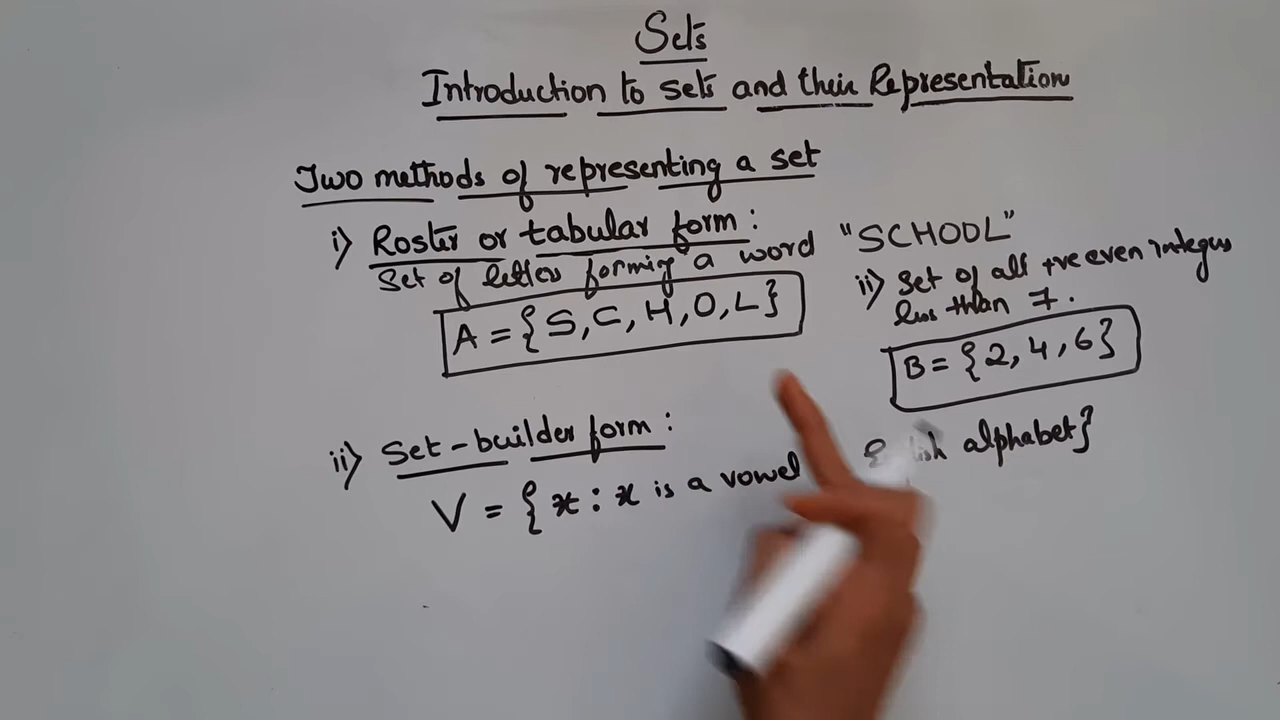 Sets
Introduction to sets and their Representation
Two methods of representing a set
i) Roster or tabular form :
Set of letters forming a word "SCHOOL"
A = {S, C, H, O, L}
ii) Set of all +ve even integers
less than 7.
B = {2, 4, 6}
ii) Set-builder form :
V = {x : x is a vowel alphabet}